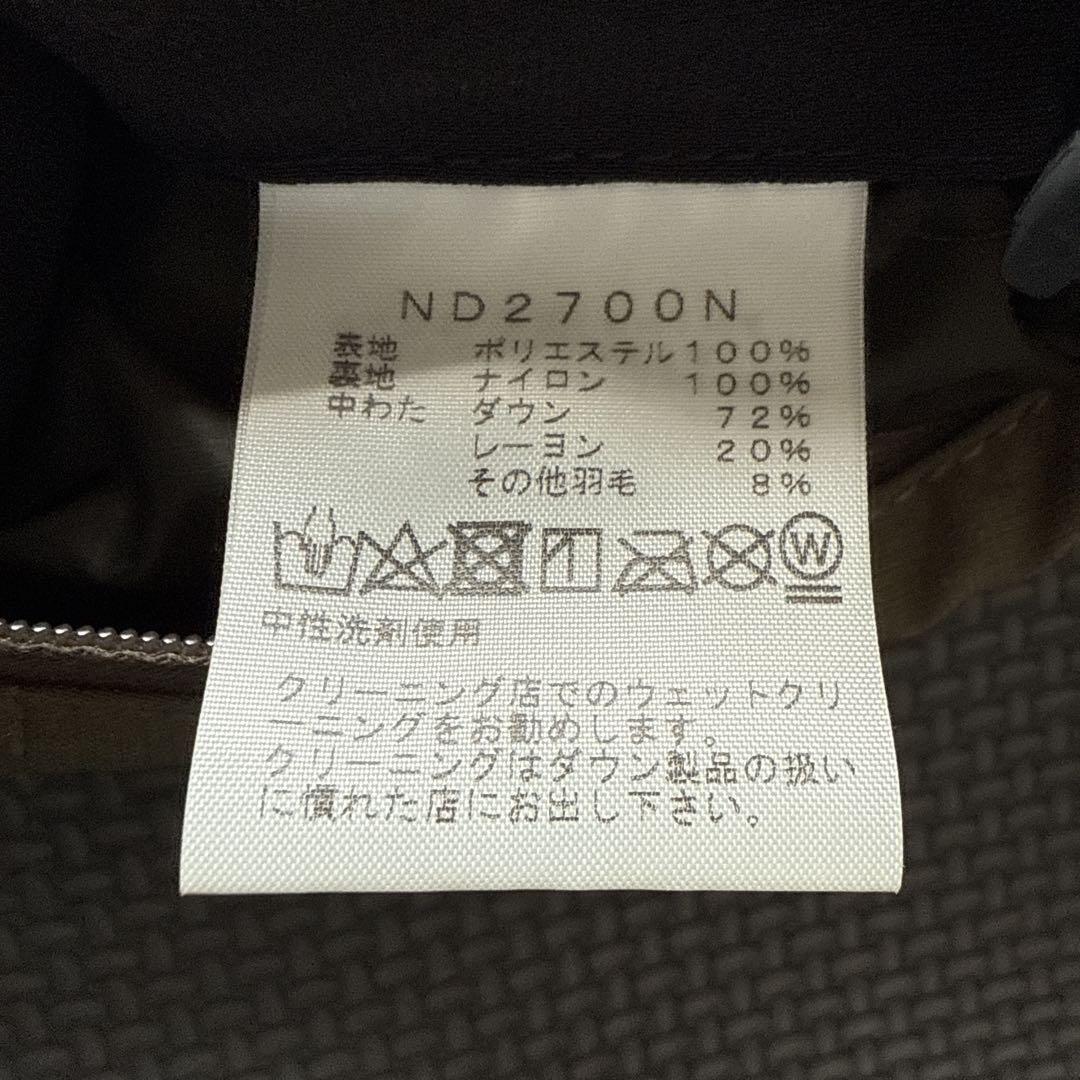 ND2700N
表地 ポリエステル 100%
裏地 ナイロン 100%
中わた ダウン 72%
レーヨン 20%
その他羽毛 8%
W
中性洗剤使用
クリーニング店でのウェットクリ
ーニングをお勧めします。
クリーニングはダウン製品の扱い
に慣れた店にお出し下さい。